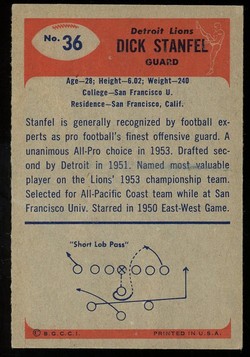 No. 36
Detroit Lions
DICK STANFEL
GUARD
Age—28; Height—6.02; Weight—240
College—San Francisco U.
Residence—San Francisco, Calif.
Stanfel is generally recognized by football ex-
perts as pro football's finest offensive guard. A
unanimous All-Pro choice in 1953. Drafted sec-
ond by Detroit in 1951. Named most valuable
player on the Lions' 1953 championship team.
Selected for All-Pacific Coast team while at San
Francisco Univ. Starred in 1950 East-West Game.
"Short Lob Pass"
© B.G.C.C.I.
PRINTED IN U.S.A.